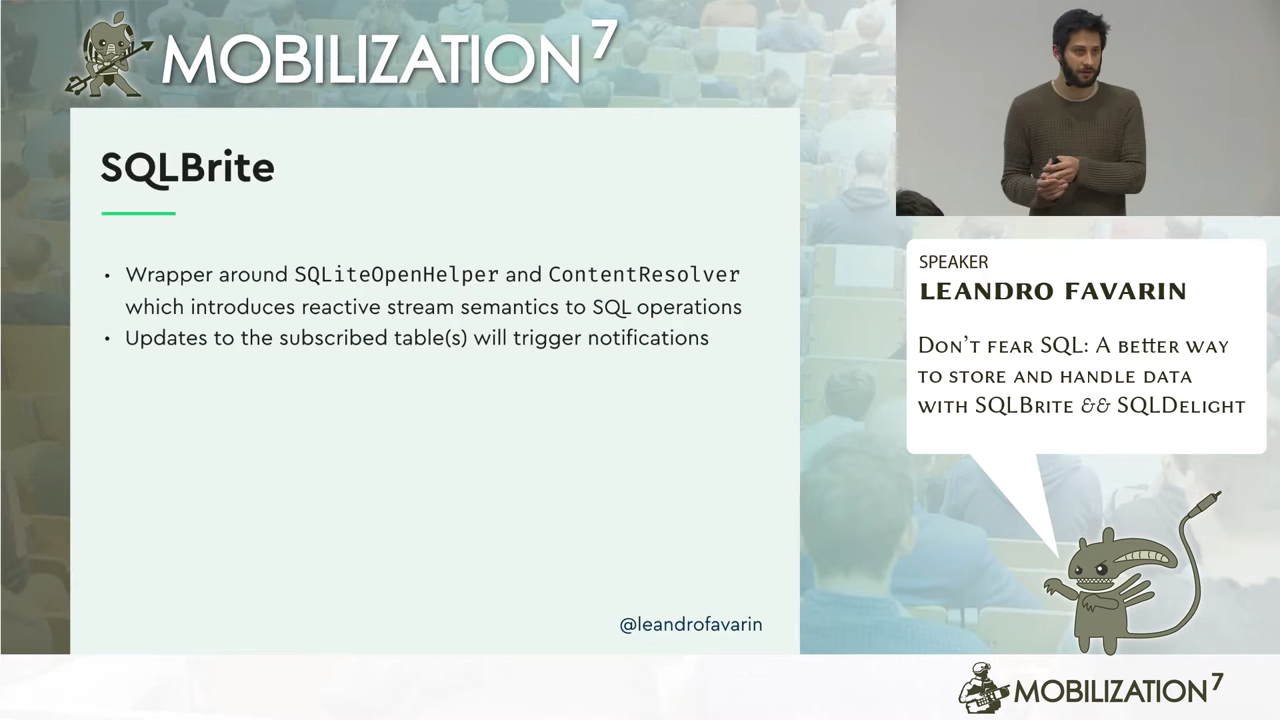 MOBILIZATION 7
SQLBrite
• Wrapper around SQLiteOpenHelper and ContentResolver
which introduces reactive stream semantics to SQL operations
• Updates to the subscribed table(s) will trigger notifications
@leandrofavarin
SPEAKER
LEANDRO FAVARIN
Don't fear SQL: A better way
to store and handle data
with SQLBrite && SQLDelight
MOBILIZATION 7